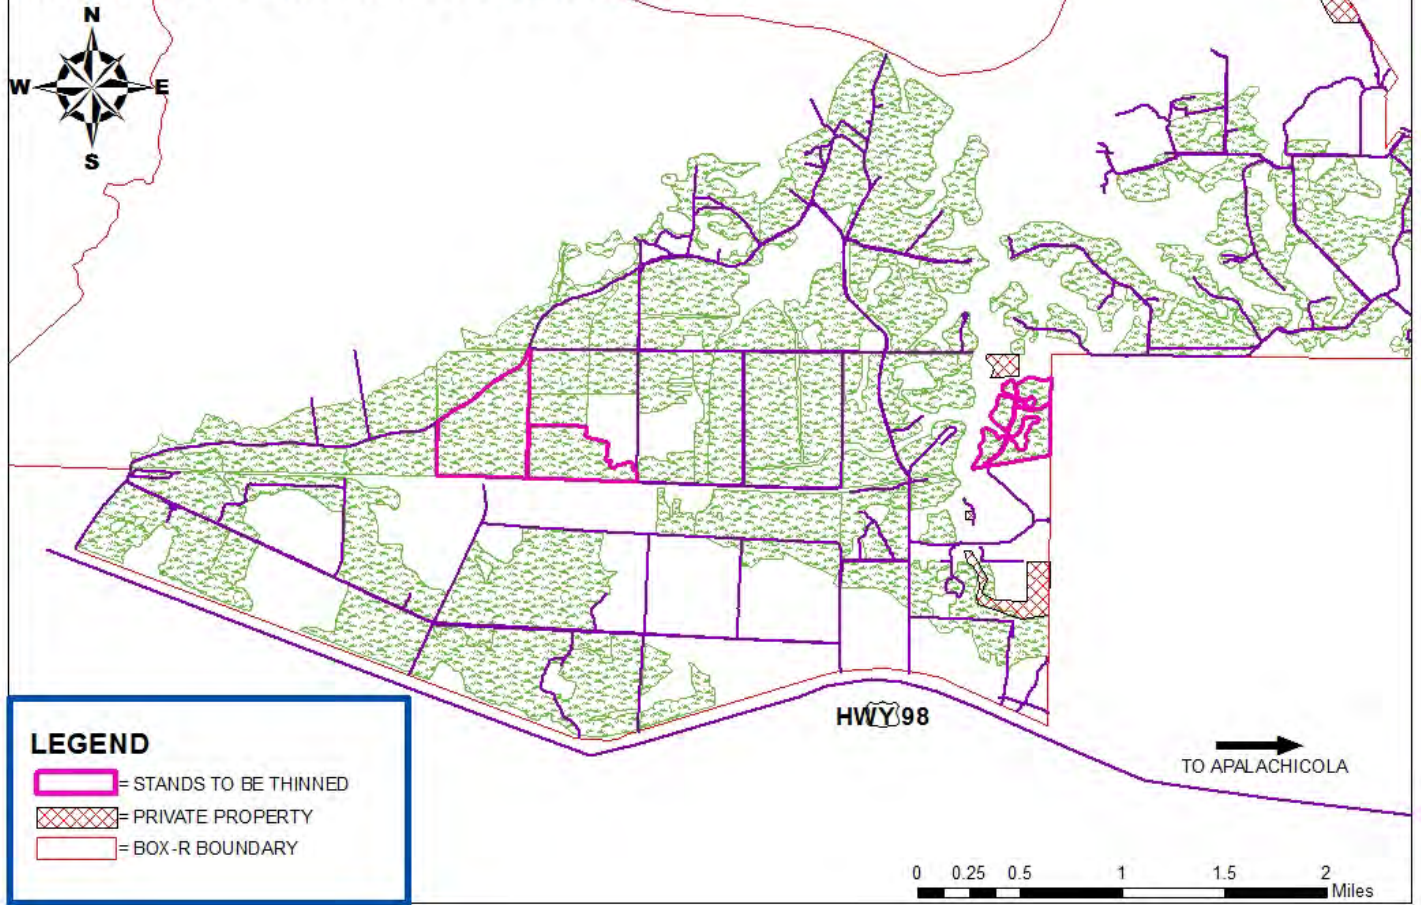 N
W E
S
HWY 98
TO APALACHICOLA
LEGEND
= STANDS TO BE THINNED
= PRIVATE PROPERTY
= BOX-R BOUNDARY
0 0.25 0.5 1 1.5 2
Miles